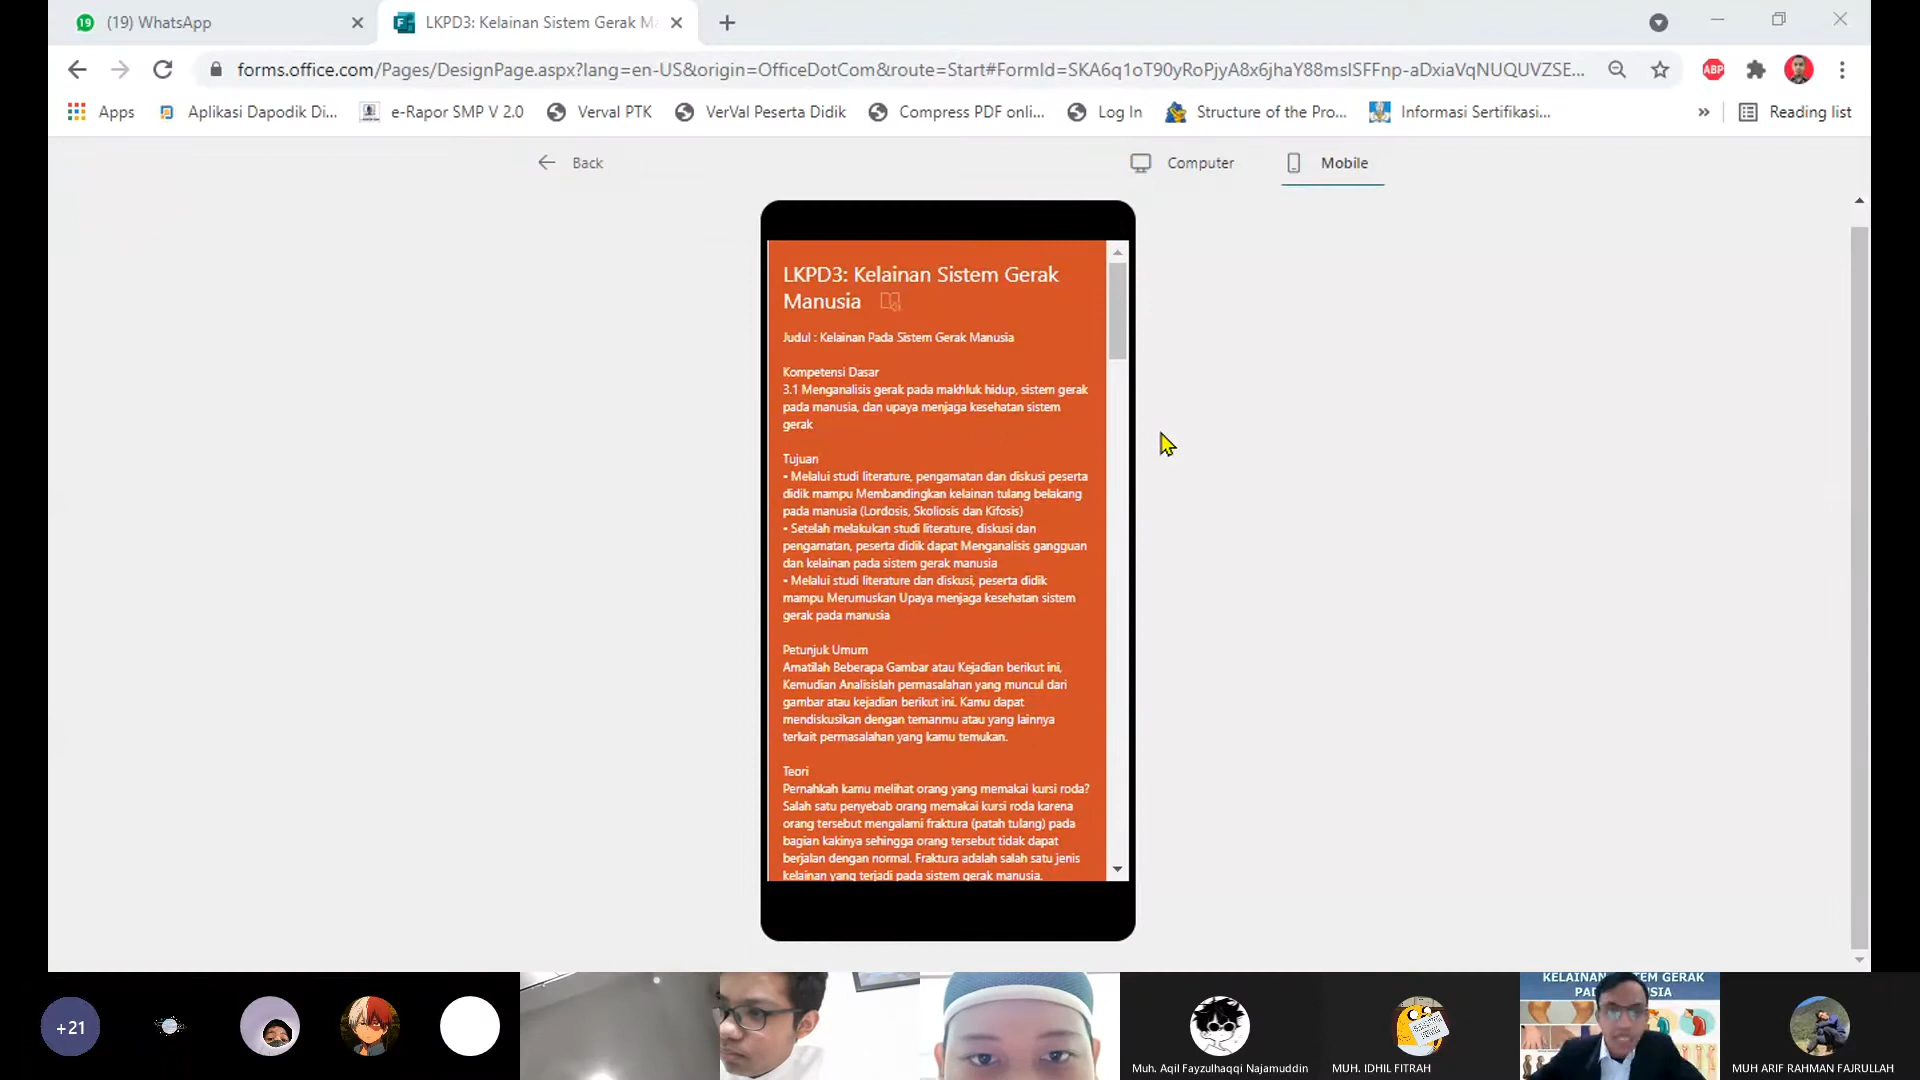 (19) WhatsApp
LKPD3: Kelainan Sistem Gerak Ma
forms.office.com/Pages/DesignPage.aspx?lang=en-US&origin=OfficeDotCom&route=Start#FormId=SKA6q1oT90yRoPjyA8x6jhaY88mslSFFnp-aDxiaVqNUQUVZSE...
ABP
Apps
Aplikasi Dapodik Di...
e-Rapor SMP V 2.0
Verval PTK
VerVal Peserta Didik
Compress PDF onli...
Log In
Structure of the Pro...
Informasi Sertifikasi...
»
Reading list
Back
Computer
Mobile
LKPD3: Kelainan Sistem Gerak
Manusia
Judul : Kelainan Pada Sistem Gerak Manusia
Kompetensi Dasar
3.1 Menganalisis gerak pada makhluk hidup, sistem gerak
pada manusia, dan upaya menjaga kesehatan sistem
gerak
Tujuan
• Melalui studi literature, pengamatan dan diskusi peserta
didik mampu Membandingkan kelainan tulang belakang
pada manusia (Lordosis, Skoliosis dan Kifosis)
• Setelah melakukan studi literature, diskusi dan
pengamatan, peserta didik dapat Menganalisis gangguan
dan kelainan pada sistem gerak manusia
• Melalui studi literature dan diskusi, peserta didik
mampu Merumuskan Upaya menjaga kesehatan sistem
gerak pada manusia
Petunjuk Umum
Amatilah Beberapa Gambar atau Kejadian berikut ini,
Kemudian Analisislah permasalahan yang muncul dari
gambar atau kejadian berikut ini. Kamu dapat
mendiskusikan dengan temanmu atau yang lainnya
terkait permasalahan yang kamu temukan.
Teori
Pernahkah kamu melihat orang yang memakai kursi roda?
Salah satu penyebab orang memakai kursi roda karena
orang tersebut mengalami fraktura (patah tulang) pada
bagian kakinya sehingga orang tersebut tidak dapat
berjalan dengan normal. Fraktura adalah salah satu jenis
kelainan yang terjadi pada sistem gerak manusia.
+21
KELAINAN
TEM GERAK
Muh. Aqil Fayzulhaqqi Najamuddin
MUH. IDHIL FITRAH
MUH ARIF RAHMAN FAJRULLAH